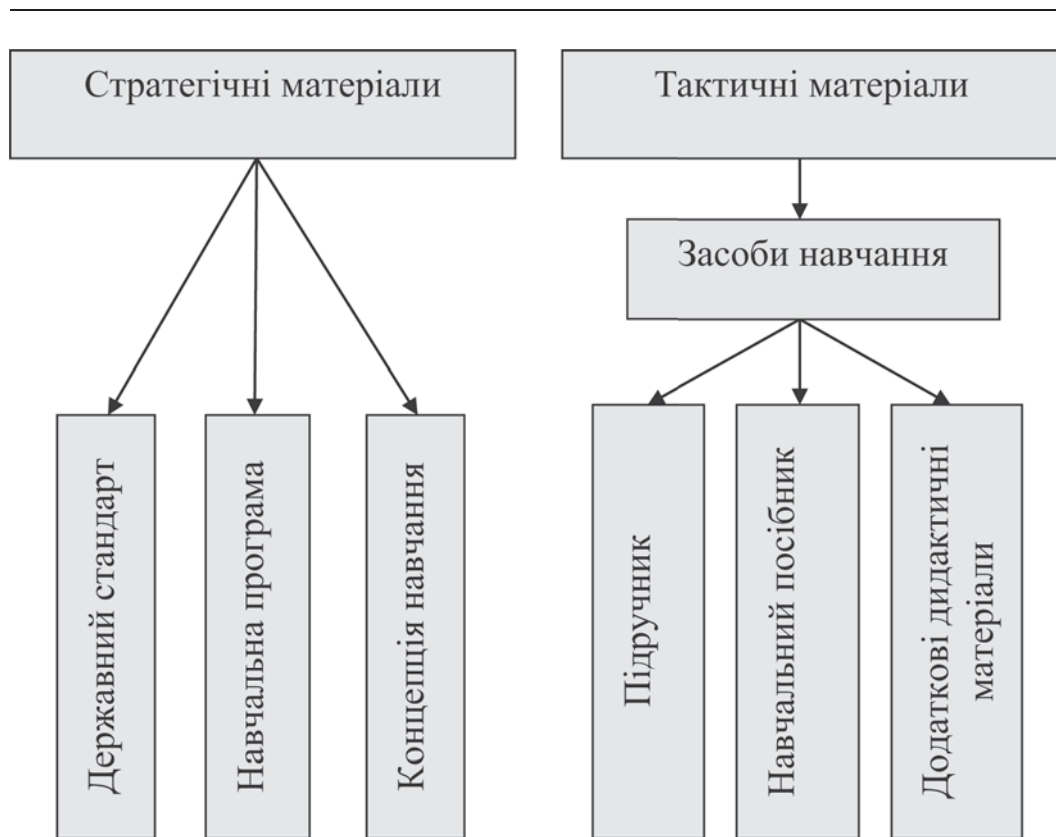 Стратегічні матеріали
Тактичні матеріали
Засоби навчання
Державний стандарт
Навчальна програма
Концепція навчання
Підручник
Навчальний посібник
Додаткові дидактичні
матеріали